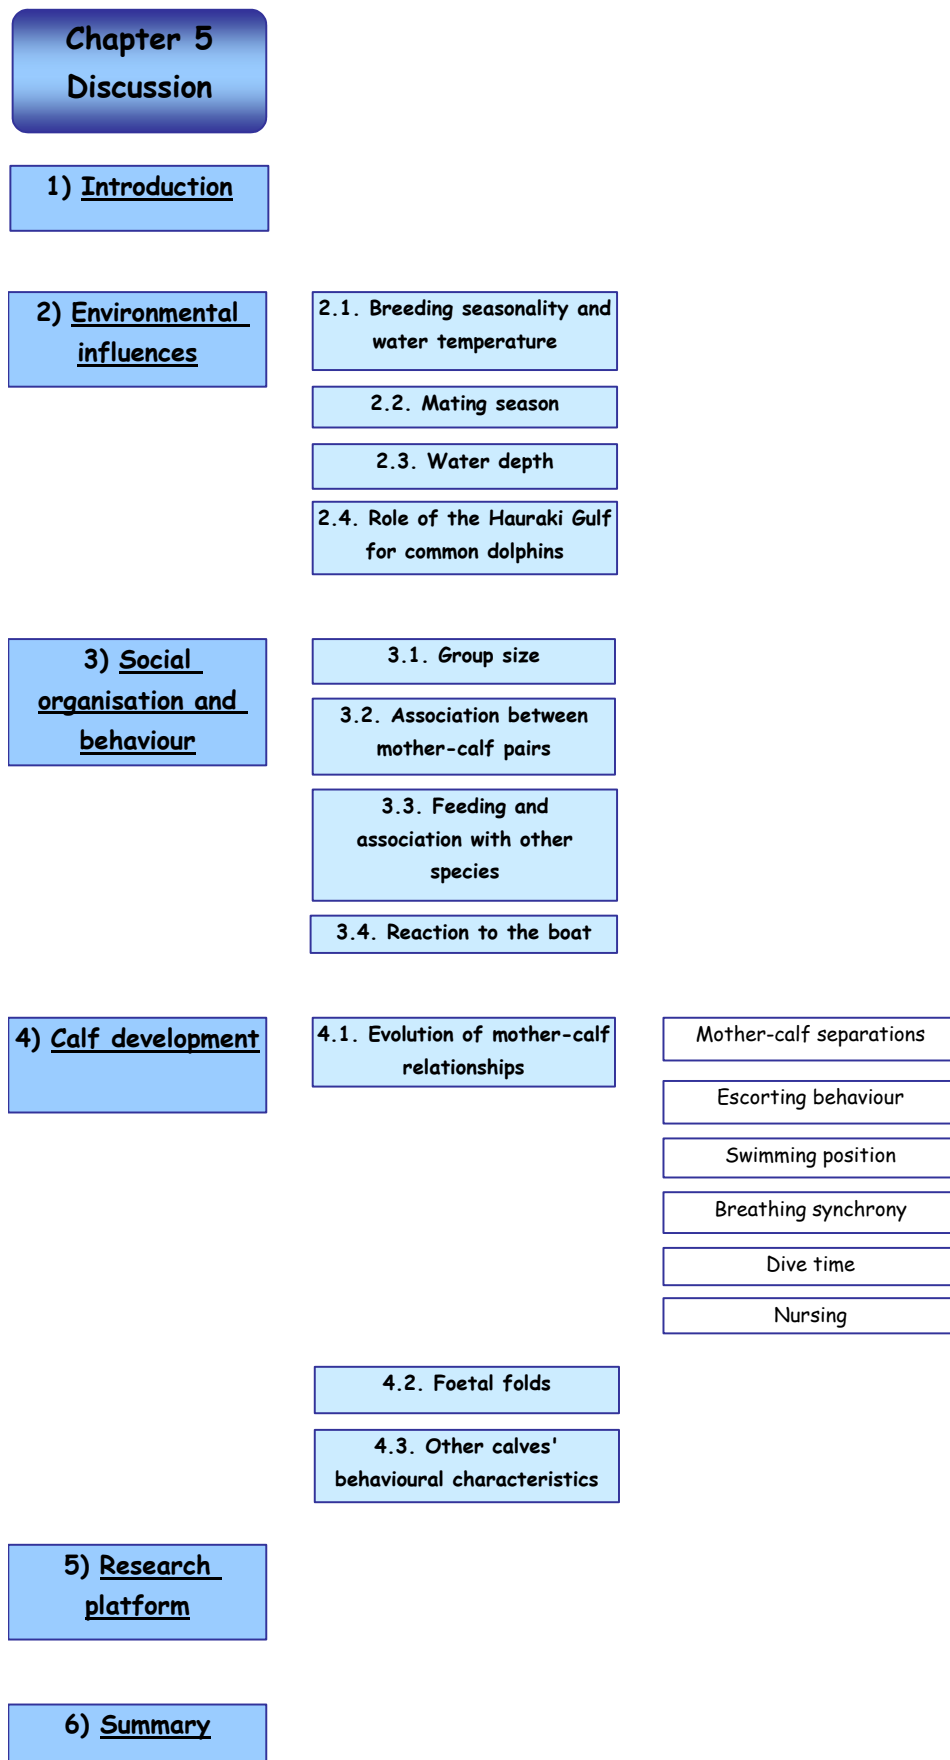 Chapter 5
Discussion
1) Introduction
2) Environmental
influences
2.1. Breeding seasonality and
water temperature
2.2. Mating season
2.3. Water depth
2.4. Role of the Hauraki Gulf
for common dolphins
3) Social
organisation and
behaviour
3.1. Group size
3.2. Association between
mother-calf pairs
3.3. Feeding and
association with other
species
3.4. Reaction to the boat
4) Calf development
4.1. Evolution of mother-calf
relationships
Mother-calf separations
Escorting behaviour
Swimming position
Breathing synchrony
Dive time
Nursing
4.2. Foetal folds
4.3. Other calves'
behavioural characteristics
5) Research
platform
6) Summary